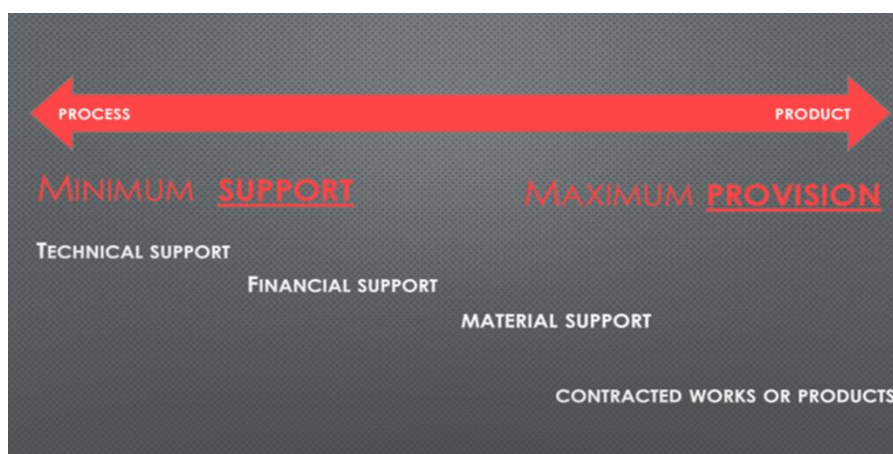 PROCESS PRODUCT
MINIMUM SUPPORT MAXIMUM PROVISION
TECHNICAL SUPPORT
FINANCIAL SUPPORT
MATERIAL SUPPORT
CONTRACTED WORKS OR PRODUCTS